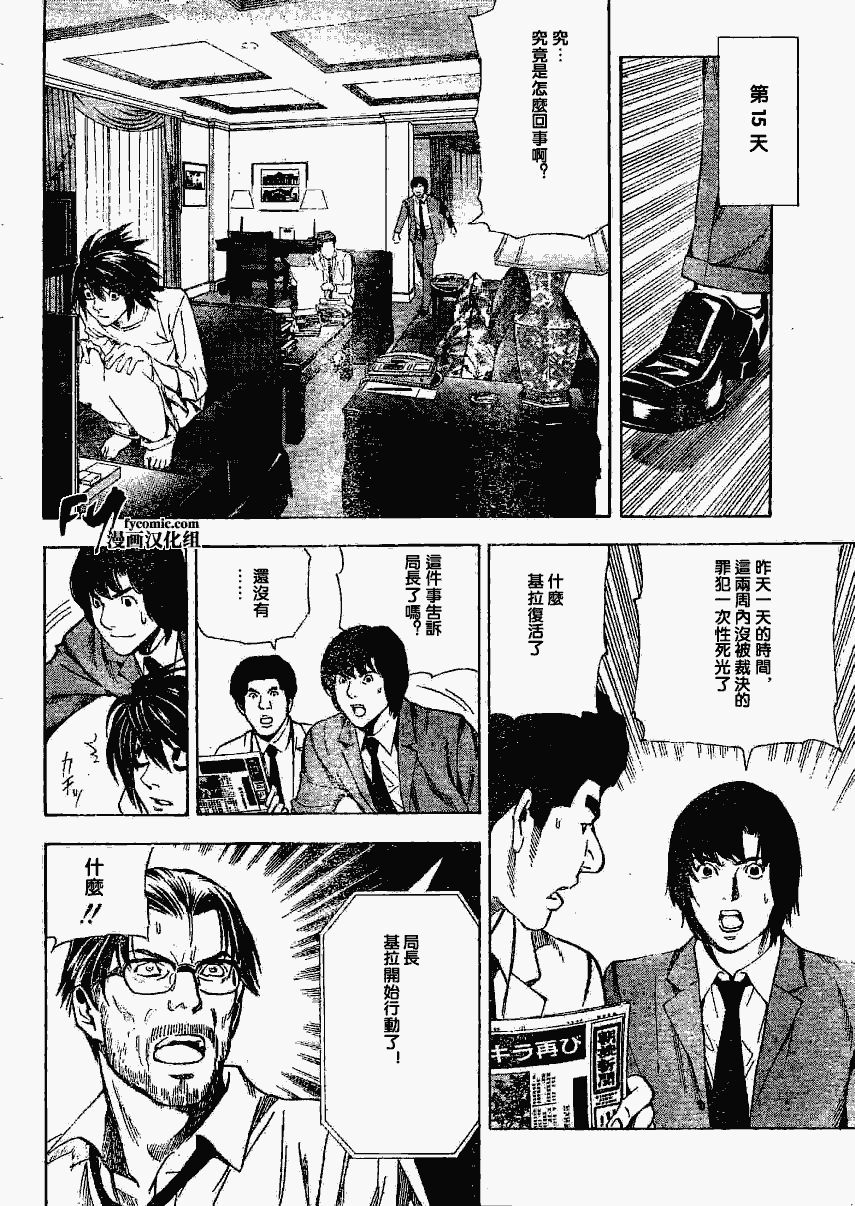 第15天
究…
究竟是怎麼回事啊?
fycomic.com
漫画汉化组
昨天一天的時間,
這兩周內沒被裁決的
罪犯一次性死光了
什麼
基拉復活了
キラ再び
朝日新聞
這件事告訴
局長了嗎?
還沒有
……
カチッ
局長
基拉開始行動了!
什麼!!